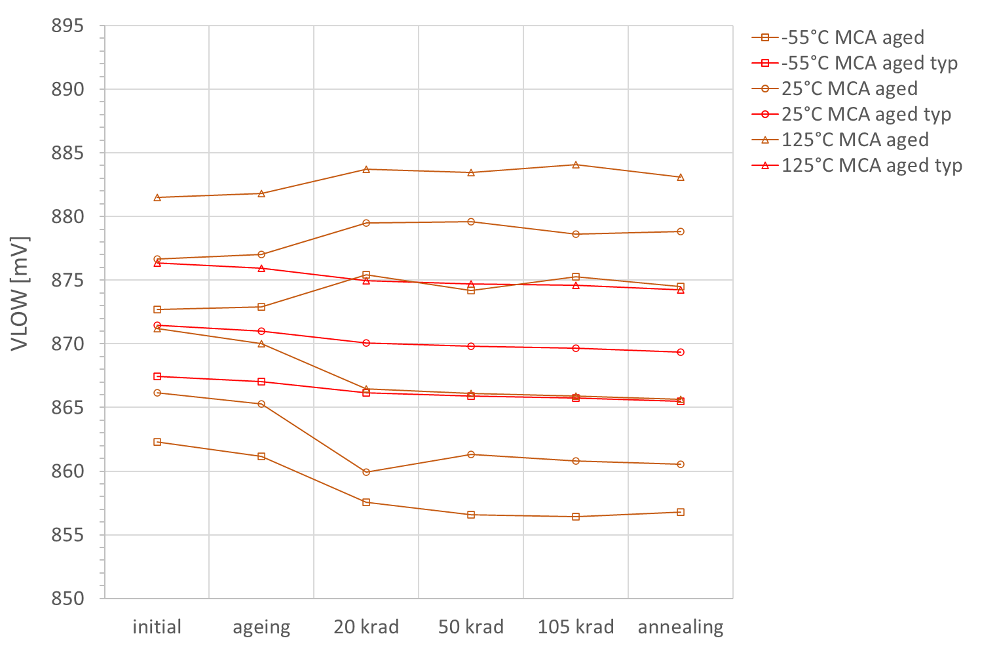 895
890
885
880
875
870
865
860
855
850
VLOW [mV]
initial
ageing
20 krad
50 krad
105 krad
annealing
-55°C MCA aged
-55°C MCA aged typ
25°C MCA aged
25°C MCA aged typ
125°C MCA aged
125°C MCA aged typ